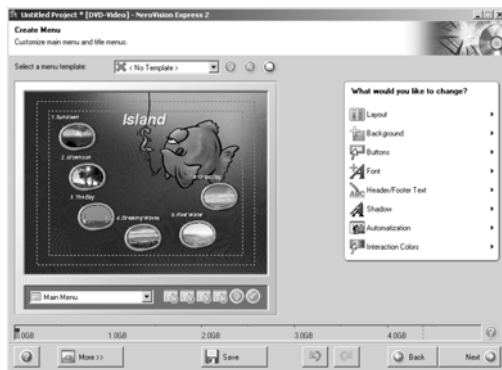 Untitled Project * [DVD-Video] - NeroVision Express 2
Create Menu
Customize main menu and title menus.
Select a menu template:
< No Template >
What would you like to change?
Layout
Background
Buttons
Font
Header/Footer Text
Shadow
Automatization
Interaction Colors
Island
1. Sundown
2. Afternoon
3. The Bay
4. Breaking Waves
5. Pink Water
Main Menu
0.0GB 1.0GB 2.0GB 3.0GB 4.0GB
More >>
Save
Back
Next